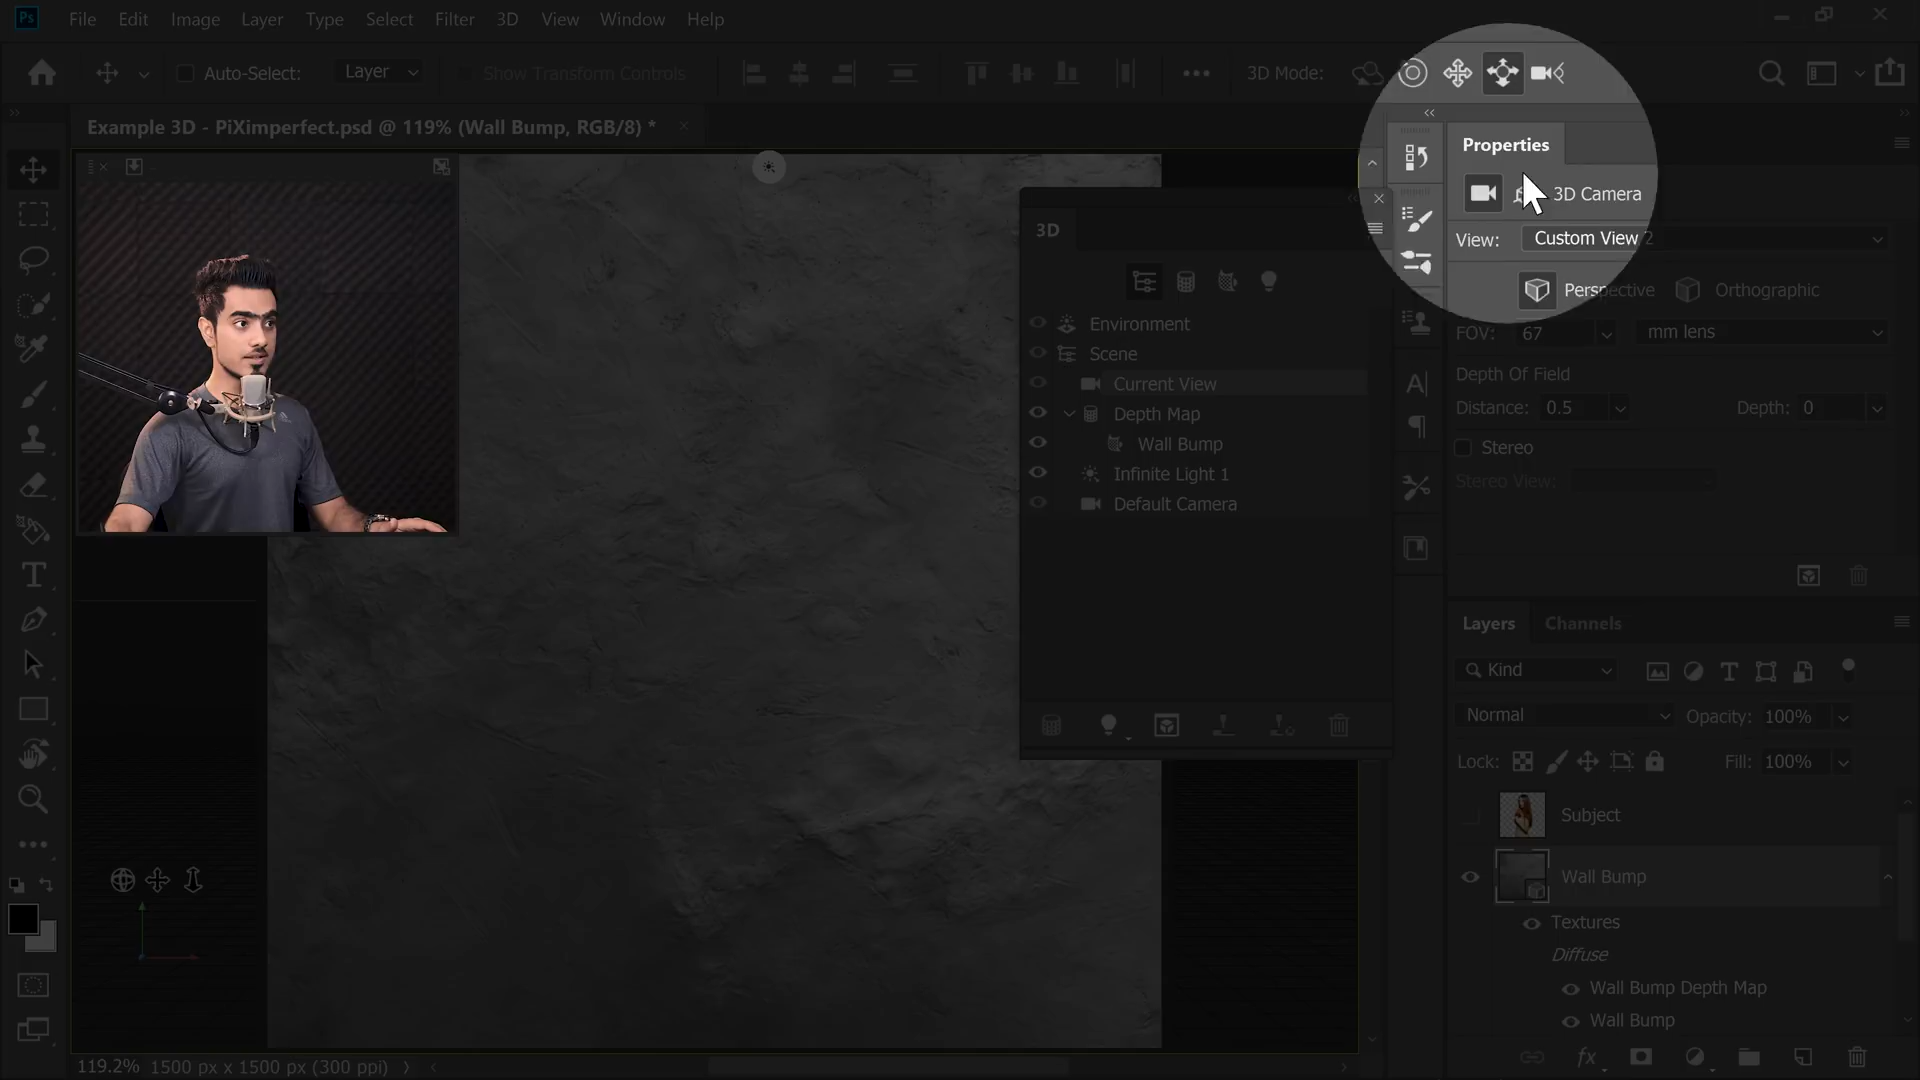 Ps File Edit Image Layer Type Select Filter 3D View Window Help
Auto-Select: Layer Show Transform Controls 3D Mode:
Example 3D - PiXimperfect.psd @ 119% (Wall Bump, RGB/8) *
Properties
3D Camera
View: Custom View 2
Perspective Orthographic
FOV: 67 mm lens
Depth Of Field
Distance: 0.5 Depth: 0
Stereo
Stereo View:
3D
Environment
Scene
Current View
Depth Map
Wall Bump
Infinite Light 1
Default Camera
Layers Channels
Kind
Normal Opacity: 100%
Lock: Fill: 100%
Subject
Wall Bump
Textures
Diffuse
Wall Bump Depth Map
Wall Bump
119.2% 1500 px x 1500 px (300 ppi)